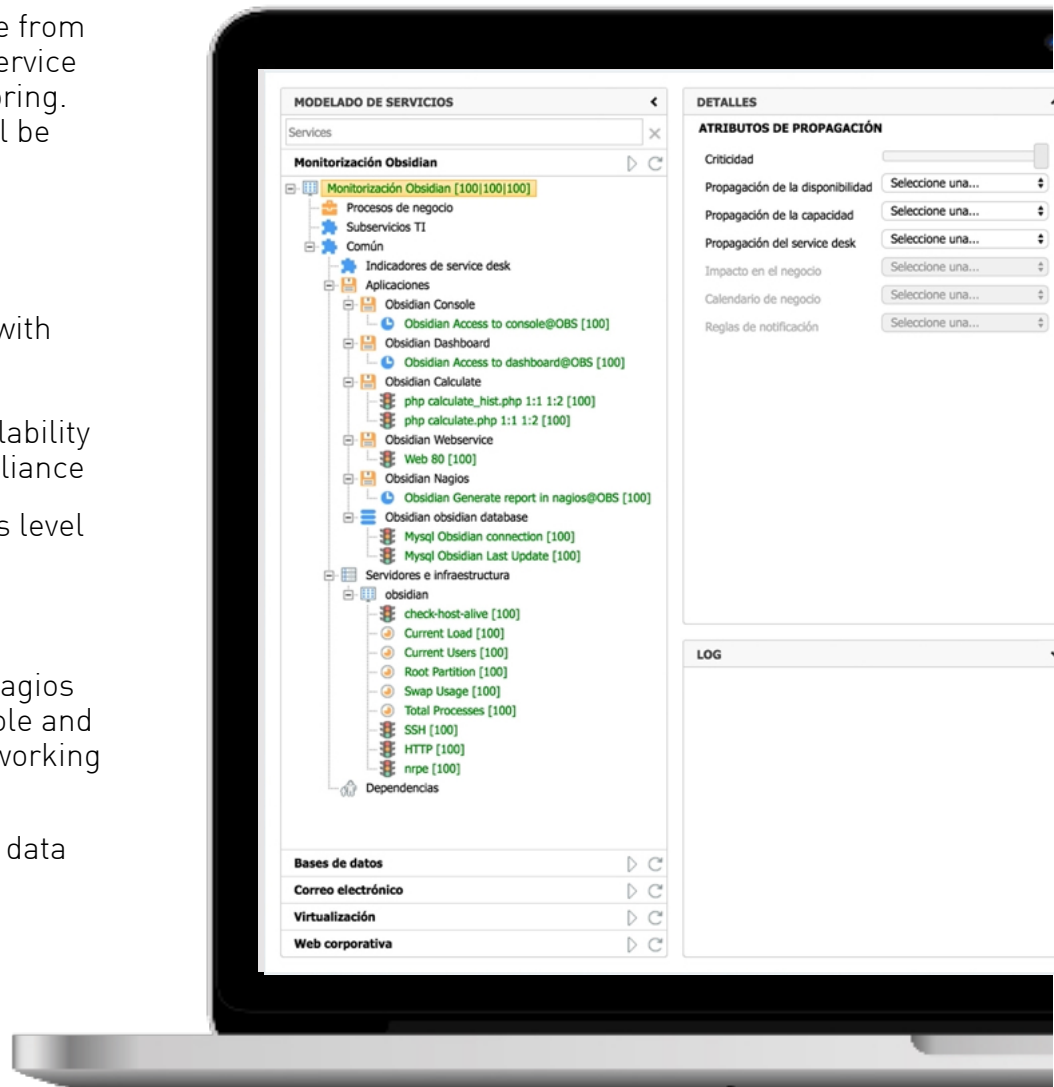 e from
ervice
oring.
l be
with
lability
liance
s level
agios
ole and
working
data
MODELADO DE SERVICIOS
Services
Monitorización Obsidian
Monitorización Obsidian [100|100|100]
Procesos de negocio
Subservicios TI
Común
Indicadores de service desk
Aplicaciones
Obsidian Console
Obsidian Access to console@OBS [100]
Obsidian Dashboard
Obsidian Access to dashboard@OBS [100]
Obsidian Calculate
php calculate_hist.php 1:1 1:2 [100]
php calculate.php 1:1 1:2 [100]
Obsidian Webservice
Web 80 [100]
Obsidian Nagios
Obsidian Generate report in nagios@OBS [100]
Obsidian obsidian database
Mysql Obsidian connection [100]
Mysql Obsidian Last Update [100]
Servidores e infraestructura
obsidian
check-host-alive [100]
Current Load [100]
Current Users [100]
Root Partition [100]
Swap Usage [100]
Total Processes [100]
SSH [100]
HTTP [100]
nrpe [100]
Dependencias
Bases de datos
Correo electrónico
Virtualización
Web corporativa
DETALLES
ATRIBUTOS DE PROPAGACIÓN
Criticidad
Propagación de la disponibilidad Seleccione una...
Propagación de la capacidad Seleccione una...
Propagación del service desk Seleccione una...
Impacto en el negocio Seleccione una...
Calendario de negocio Seleccione una...
Reglas de notificación Seleccione una...
LOG